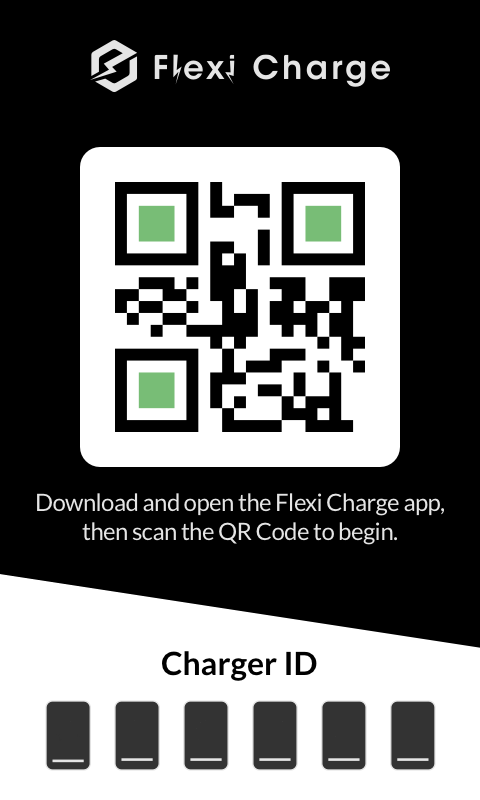 Flexi Charge
Download and open the Flexi Charge app,
then scan the QR Code to begin.
Charger ID